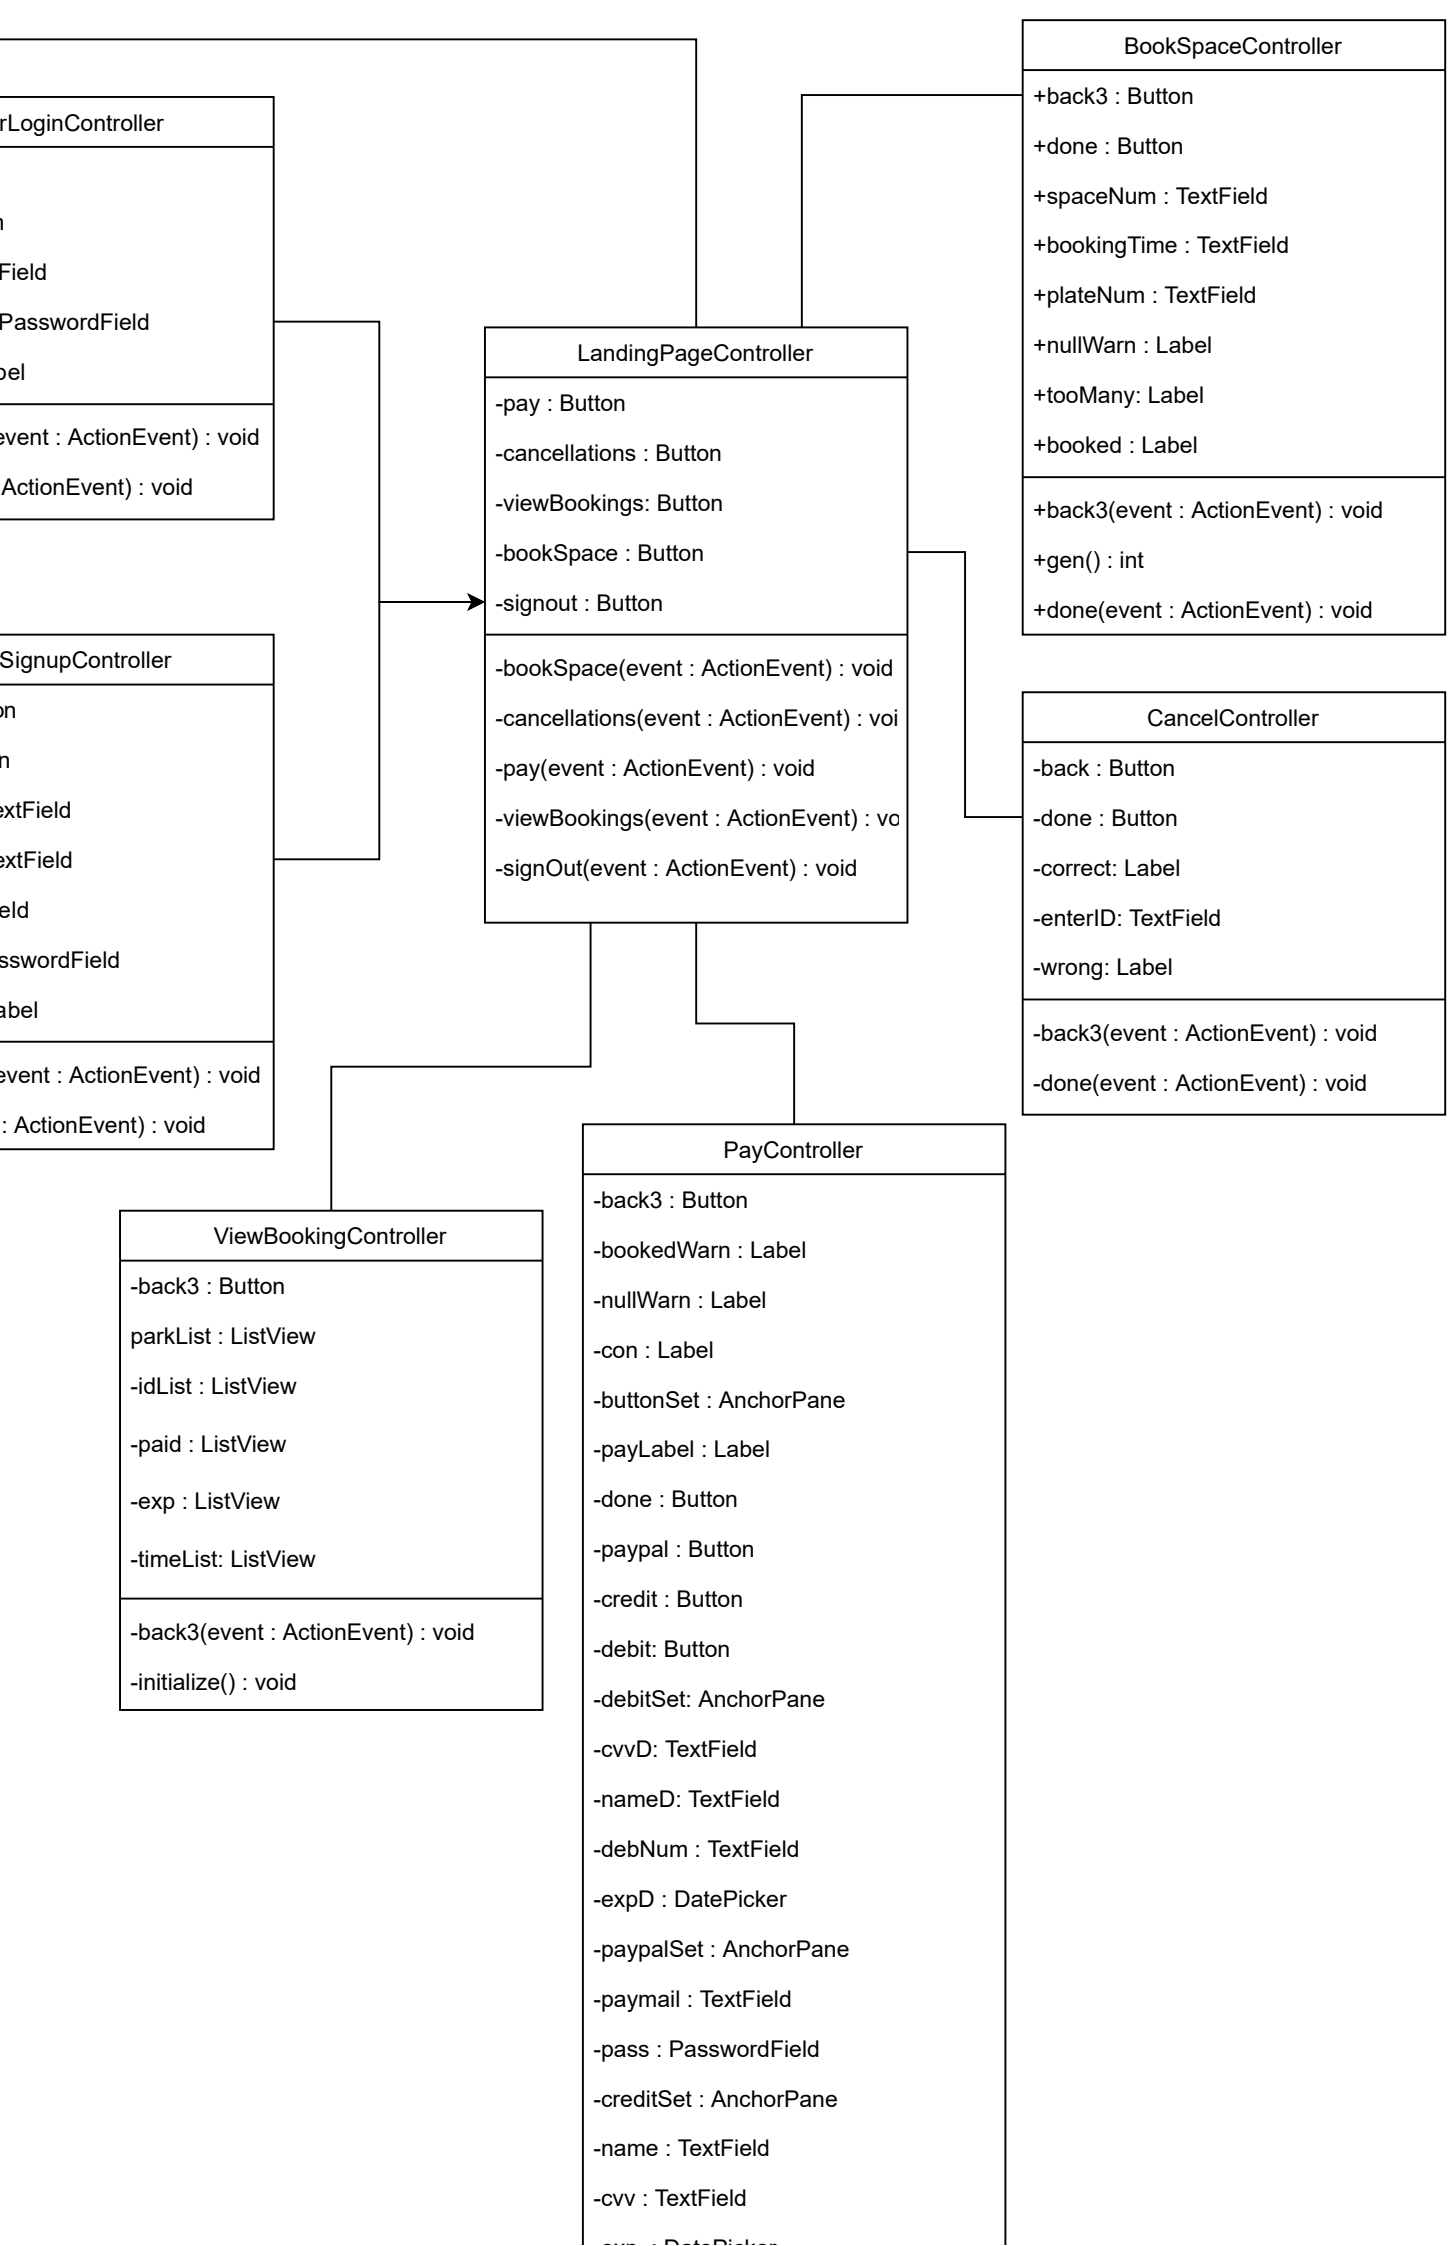 rLoginController
Field
PasswordField
bel
event : ActionEvent) : void
ActionEvent) : void
SignupController
on
n
extField
extField
eld
sswordField
abel
event : ActionEvent) : void
: ActionEvent) : void
LandingPageController
-pay : Button
-cancellations : Button
-viewBookings: Button
-bookSpace : Button
-signout : Button
-bookSpace(event : ActionEvent) : void
-cancellations(event : ActionEvent) : voi
-pay(event : ActionEvent) : void
-viewBookings(event : ActionEvent) : vo
-signOut(event : ActionEvent) : void
BookSpaceController
+back3 : Button
+done : Button
+spaceNum : TextField
+bookingTime : TextField
+plateNum : TextField
+nullWarn : Label
+tooMany: Label
+booked : Label
+back3(event : ActionEvent) : void
+gen() : int
+done(event : ActionEvent) : void
CancelController
-back : Button
-done : Button
-correct: Label
-enterID: TextField
-wrong: Label
-back3(event : ActionEvent) : void
-done(event : ActionEvent) : void
ViewBookingController
-back3 : Button
parkList : ListView
-idList : ListView
-paid : ListView
-exp : ListView
-timeList: ListView
-back3(event : ActionEvent) : void
-initialize() : void
PayController
-back3 : Button
-bookedWarn : Label
-nullWarn : Label
-con : Label
-buttonSet : AnchorPane
-payLabel : Label
-done : Button
-paypal : Button
-credit : Button
-debit: Button
-debitSet: AnchorPane
-cvvD: TextField
-nameD: TextField
-debNum : TextField
-expD : DatePicker
-paypalSet : AnchorPane
-paymail : TextField
-pass : PasswordField
-creditSet : AnchorPane
-name : TextField
-cvv : TextField